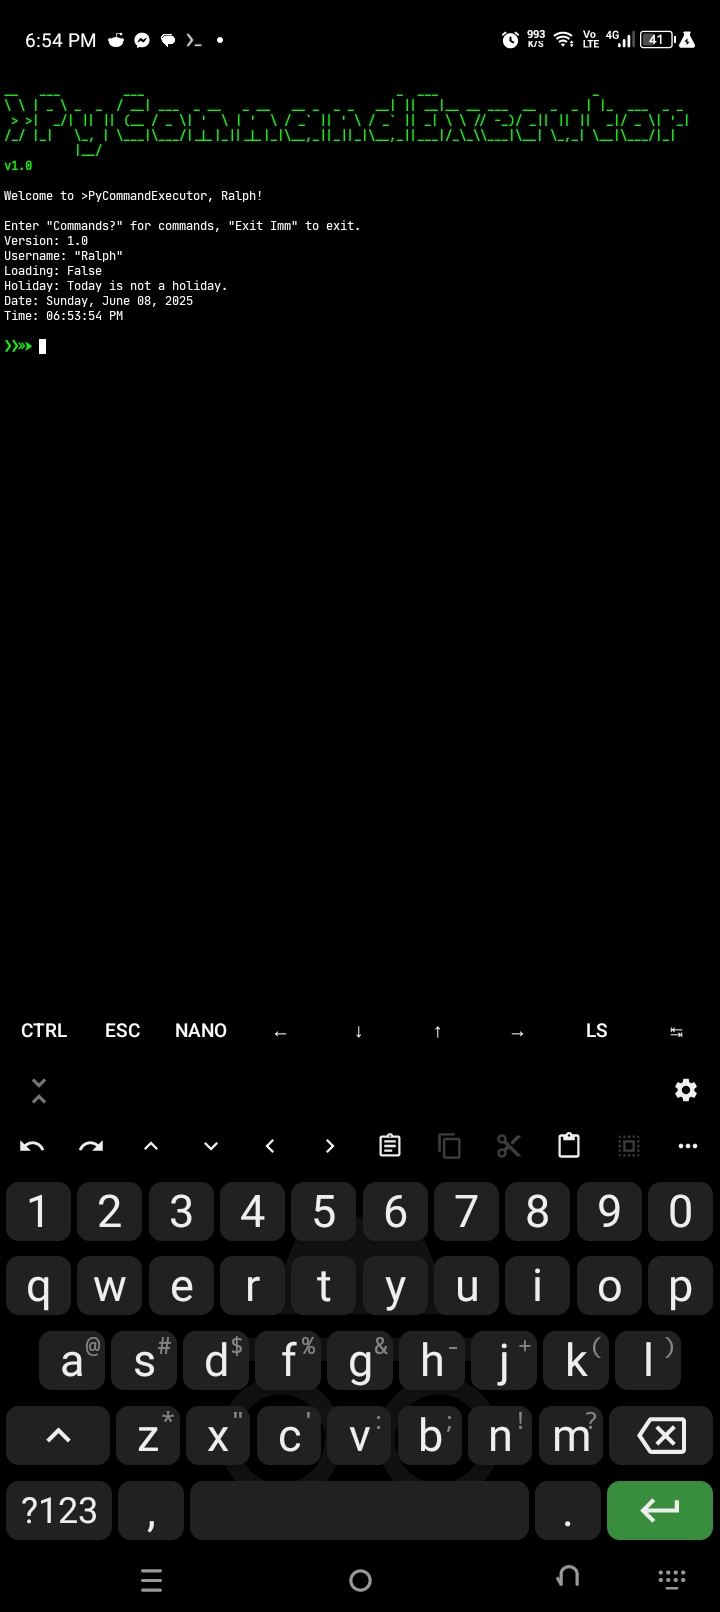 6:54 PM
993 K/S
Vo LTE
4G
41
>PyCommandExecutor
v1.0
Welcome to >PyCommandExecutor, Ralph!
Enter "Commands?" for commands, "Exit Imm" to exit.
Version: 1.0
Username: "Ralph"
Loading: False
Holiday: Today is not a holiday.
Date: Sunday, June 08, 2025
Time: 06:53:54 PM
❯❯»➤
CTRL ESC NANO ← ↓ ↑ → LS ↹
1 2 3 4 5 6 7 8 9 0
q w e r t y u i o p
a@ s# d$ f% g& h- j+ k( l)
z* x" c' v: b; n! m?
?123 , .